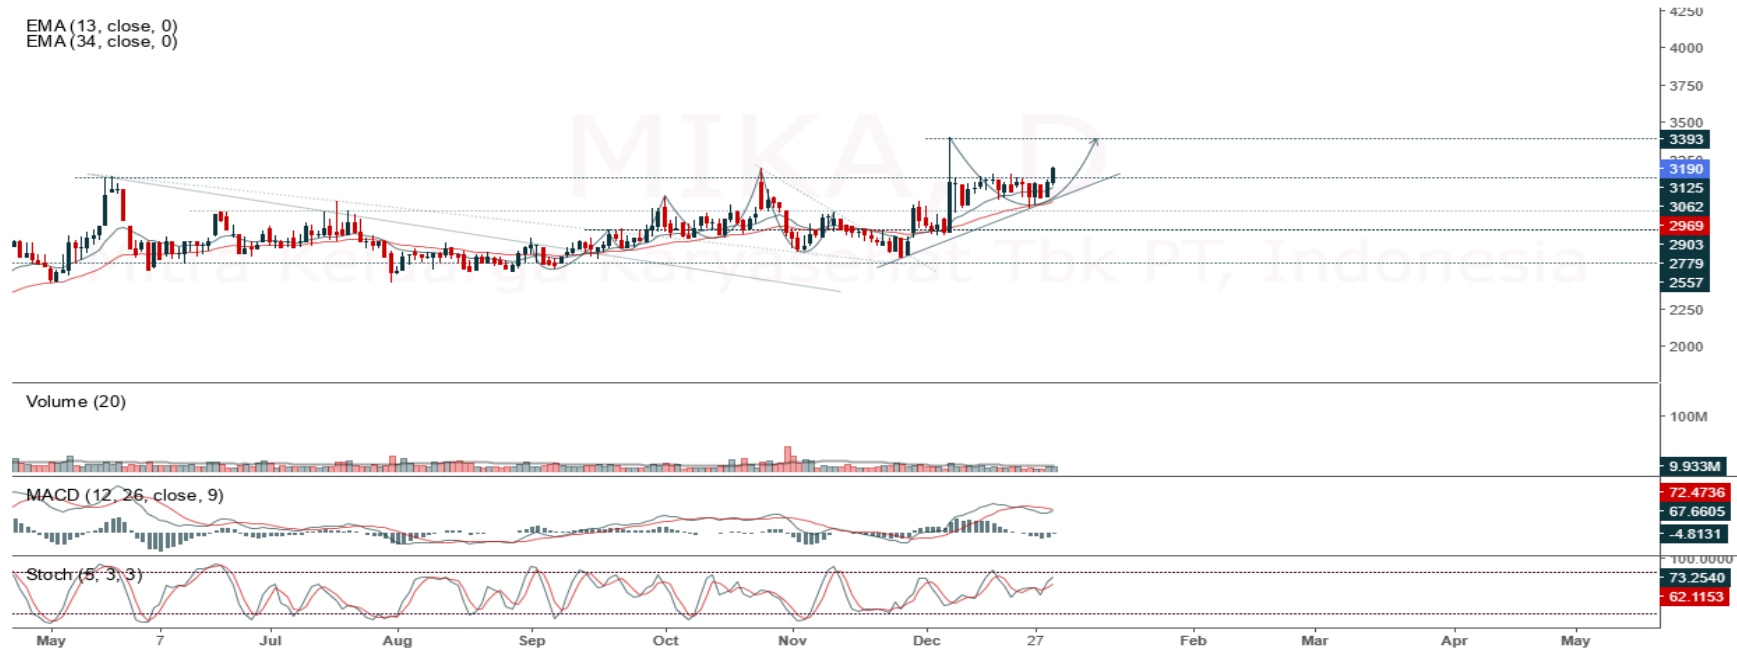 EMA (13, close, 0)
EMA (34, close, 0)
MIKA, D
Mitra Keluarga Karyasehat Tbk PT, Indonesia
4250
4000
3750
3500
3393
3250
3190
3125
3062
2969
2903
2779
2557
2250
2000
Volume (20)
100M
9.933M
MACD (12, 26, close, 9)
72.4736
67.6605
-4.8131
Stoch (5, 3, 3)
100.0000
73.2540
62.1153
May 7 Jul Aug Sep Oct Nov Dec 27 Feb Mar Apr May